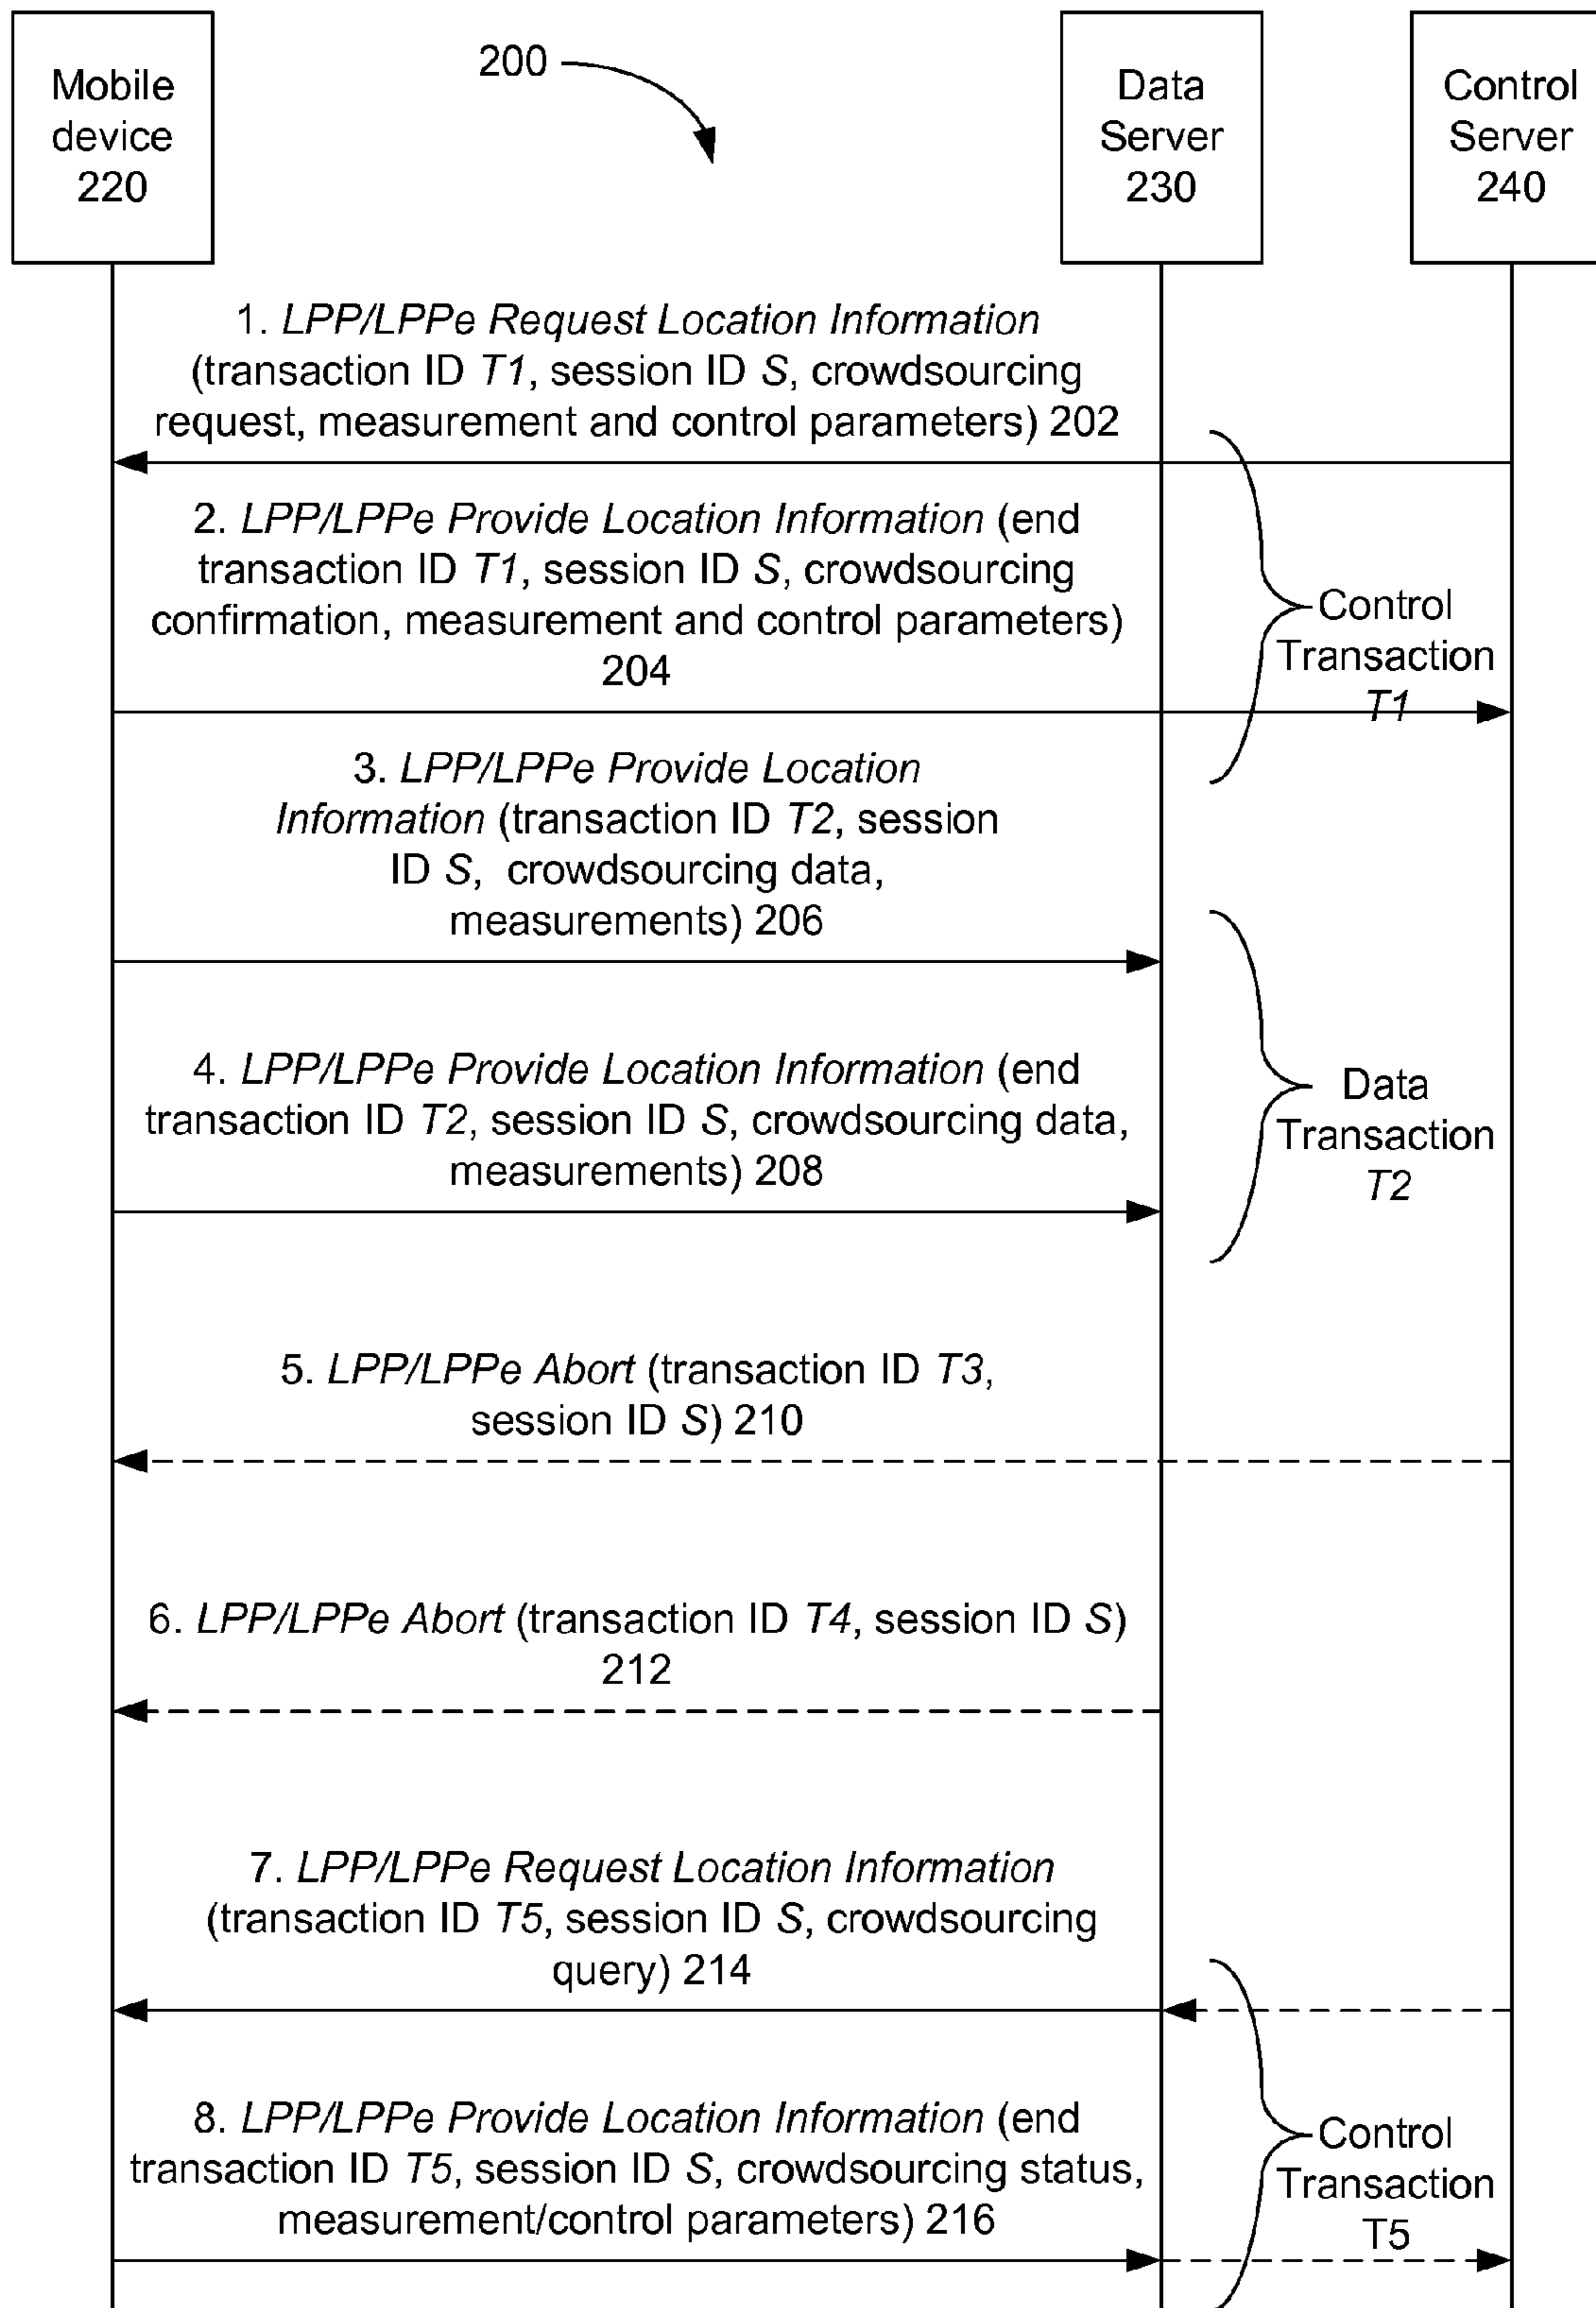 Mobile
device
220
200
Data
Server
230
Control
Server
240
1. LPP/LPPe Request Location Information
(transaction ID T1, session ID S, crowdsourcing
request, measurement and control parameters) 202
2. LPP/LPPe Provide Location Information (end
transaction ID T1, session ID S, crowdsourcing
confirmation, measurement and control parameters)
204
Control
Transaction
T1
3. LPP/LPPe Provide Location
Information (transaction ID T2, session
ID S, crowdsourcing data,
measurements) 206
4. LPP/LPPe Provide Location Information (end
transaction ID T2, session ID S, crowdsourcing data,
measurements) 208
Data
Transaction
T2
5. LPP/LPPe Abort (transaction ID T3,
session ID S) 210
6. LPP/LPPe Abort (transaction ID T4, session ID S)
212
7. LPP/LPPe Request Location Information
(transaction ID T5, session ID S, crowdsourcing
query) 214
8. LPP/LPPe Provide Location Information (end
transaction ID T5, session ID S, crowdsourcing status,
measurement/control parameters) 216
Control
Transaction
T5